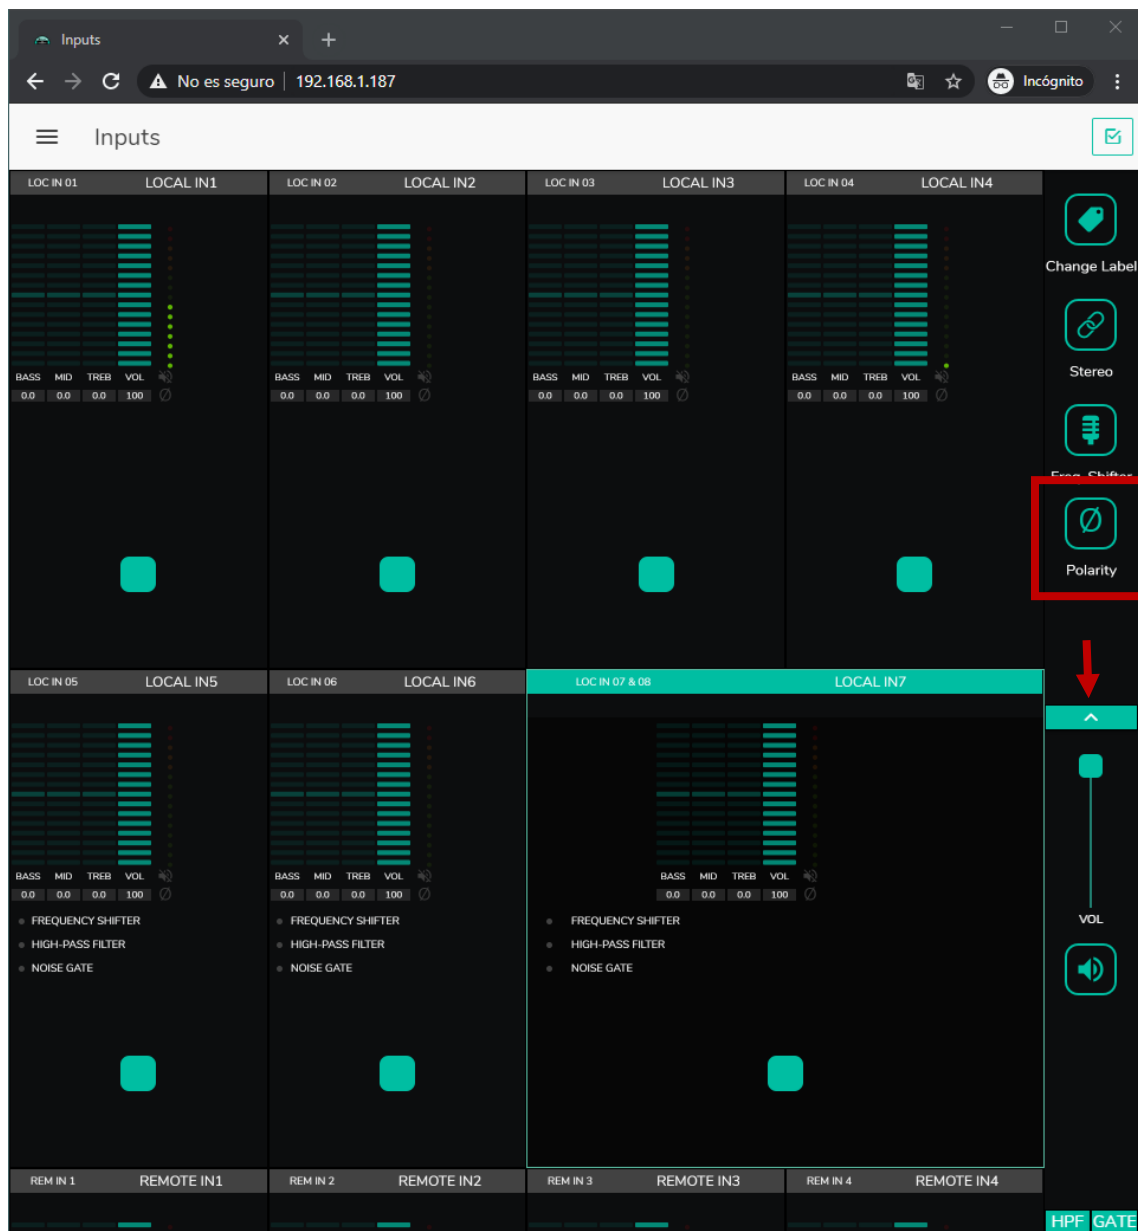 Inputs
No es seguro 192.168.1.187
Incógnito
Inputs
LOC IN 01 LOCAL IN1 LOC IN 02 LOCAL IN2 LOC IN 03 LOCAL IN3 LOC IN 04 LOCAL IN4
Change Label
Stereo
BASS MID TREB VOL BASS MID TREB VOL BASS MID TREB VOL BASS MID TREB VOL
0.0 0.0 0.0 100 Ø 0.0 0.0 0.0 100 Ø 0.0 0.0 0.0 100 Ø 0.0 0.0 0.0 100 Ø
Freq. Shifter
Ø
Polarity
LOC IN 05 LOCAL IN5 LOC IN 06 LOCAL IN6 LOC IN 07 & 08 LOCAL IN7
BASS MID TREB VOL BASS MID TREB VOL BASS MID TREB VOL
0.0 0.0 0.0 100 Ø 0.0 0.0 0.0 100 Ø 0.0 0.0 0.0 100 Ø
FREQUENCY SHIFTER FREQUENCY SHIFTER FREQUENCY SHIFTER
VOL
HIGH-PASS FILTER HIGH-PASS FILTER HIGH-PASS FILTER
NOISE GATE NOISE GATE NOISE GATE
REM IN 1 REMOTE IN1 REM IN 2 REMOTE IN2 REM IN 3 REMOTE IN3 REM IN 4 REMOTE IN4
HPF GATE